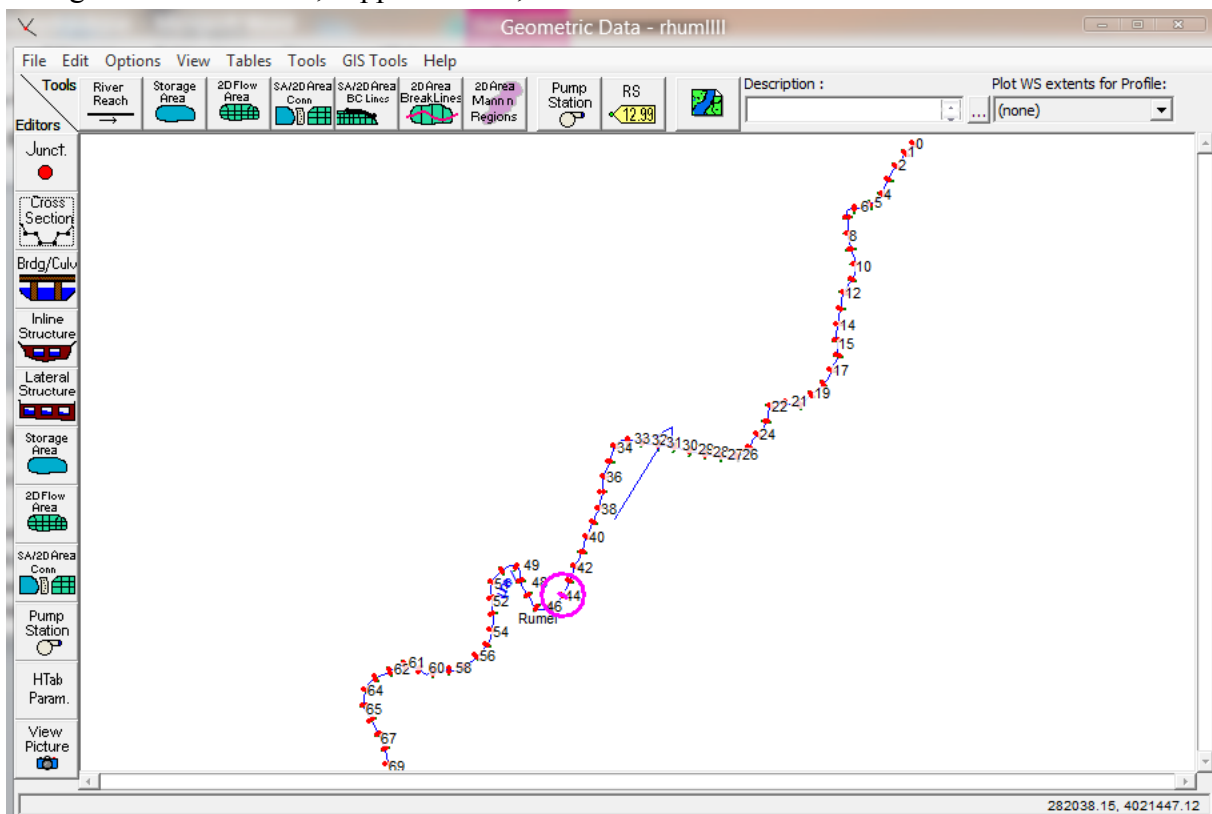 Geometric Data - rhumIIII
File Edit Options View Tables Tools GIS Tools Help
Tools
Editors
River
Reach
Storage
Area
2D Flow
Area
SA/2D Area
Conn
SA/2D Area
BC Lines
2D Area
BreakLines
2D Area
Mann n
Regions
Pump
Station
RS
12.99
Description :
...
Plot WS extents for Profile:
(none)
Junct.
Cross
Section
Brdg/Culv
Inline
Structure
Lateral
Structure
Storage
Area
2D Flow
Area
SA/2D Area
Conn
Pump
Station
HTab
Param.
View
Picture
0
1
2
4
5
6
8
10
12
14
15
17
19
21
22
24
26
27
28
29
30
31
32
33
34
36
38
40
42
44
46
48
49
Rumel
52
54
56
58
60
61
62
64
65
67
69
282038.15, 4021447.12